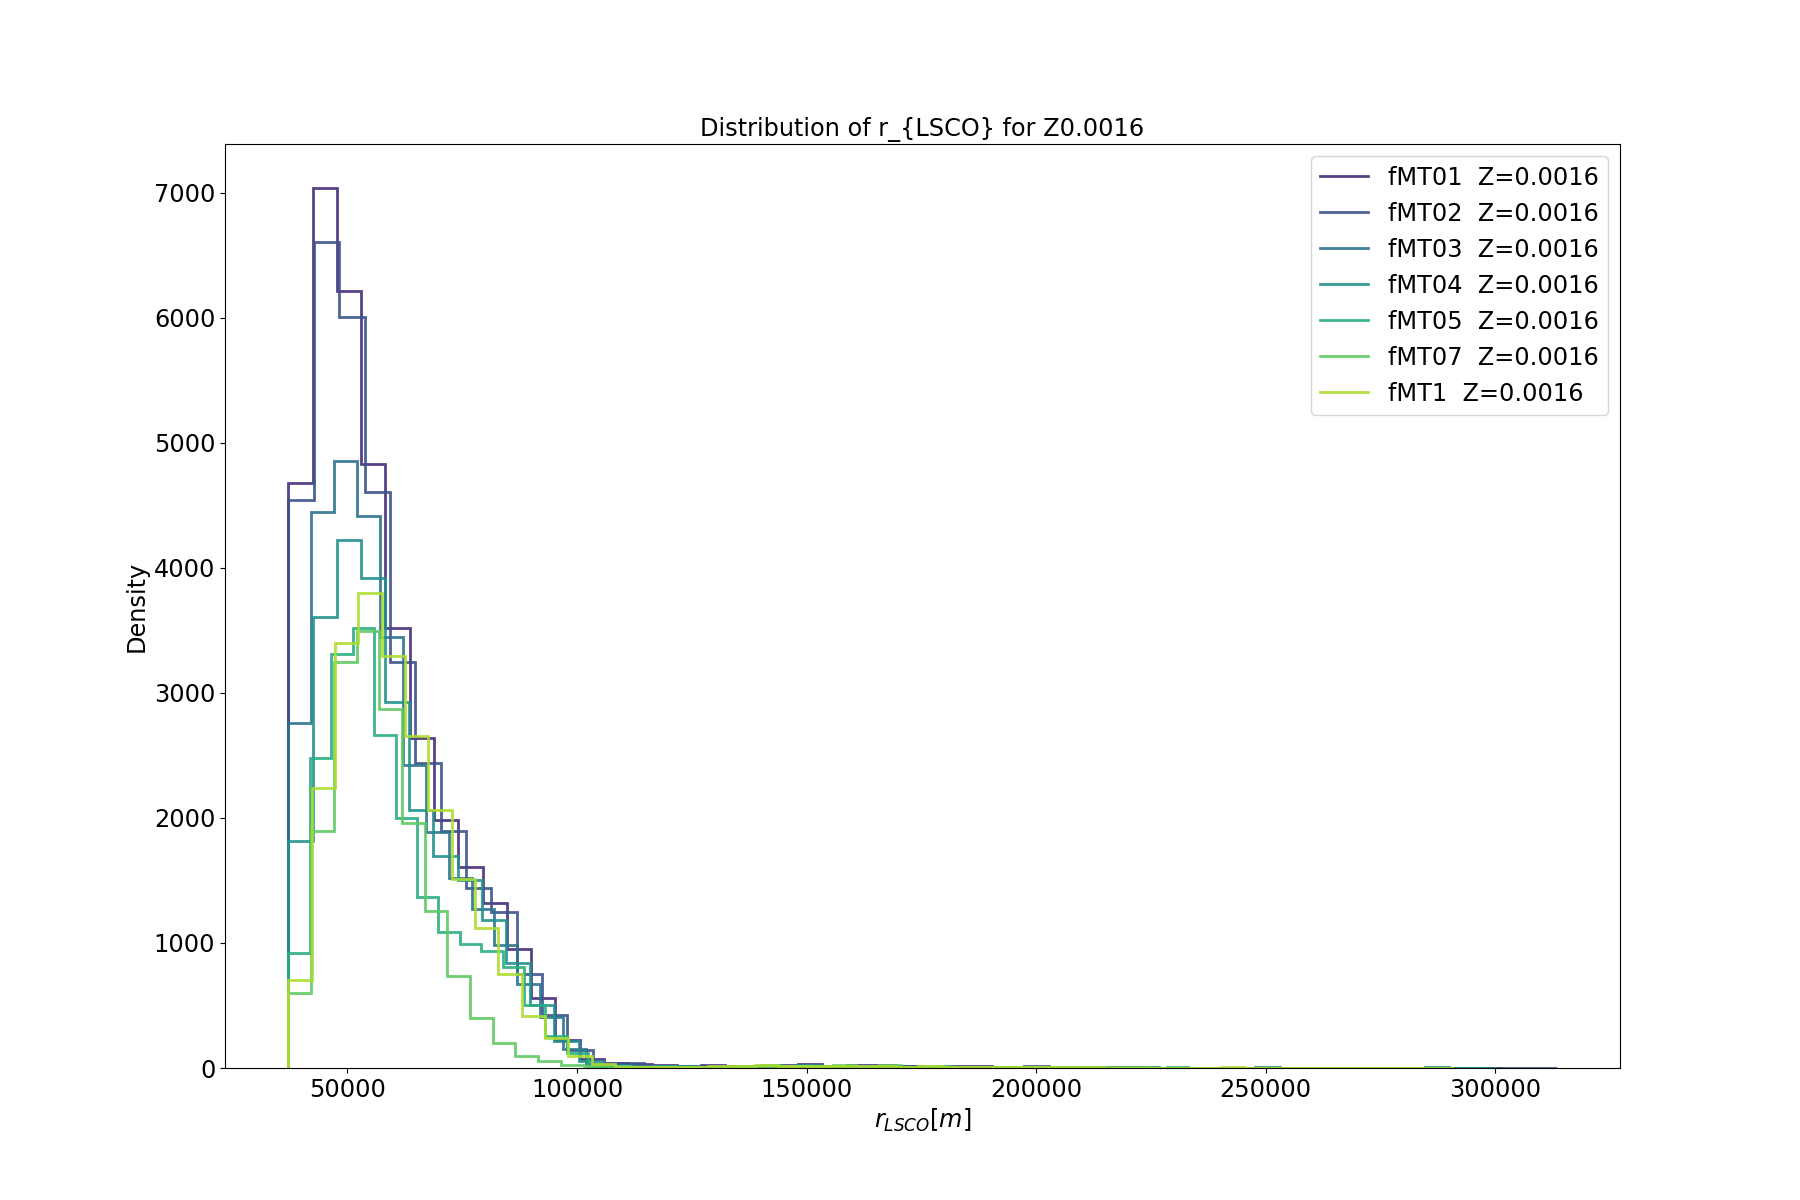 Distribution of r_{LSCO} for Z0.0016
7000
6000
5000
4000
3000
2000
1000
0
Density
fMT01 Z=0.0016
fMT02 Z=0.0016
fMT03 Z=0.0016
fMT04 Z=0.0016
fMT05 Z=0.0016
fMT07 Z=0.0016
fMT1 Z=0.0016
50000 100000 150000 200000 250000 300000
r_{LSCO}[m]